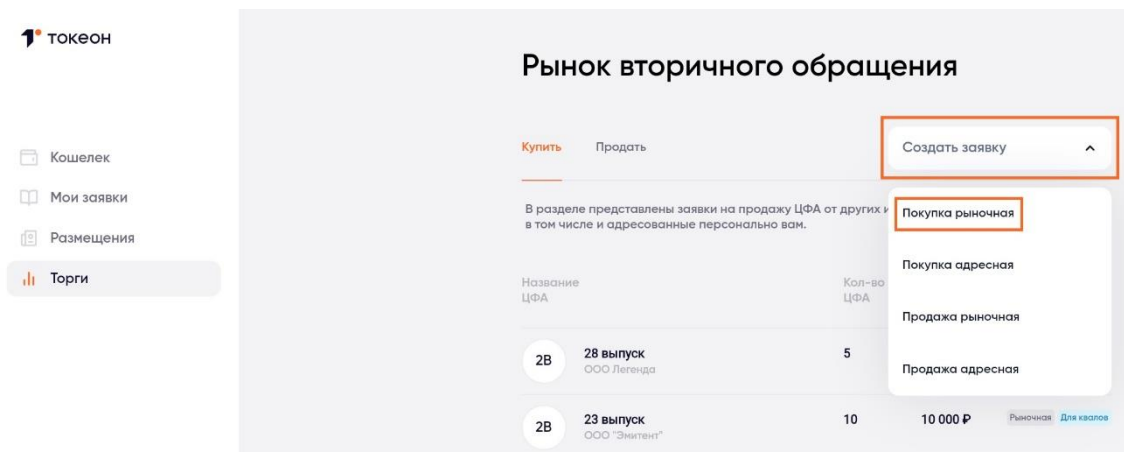 токеон
Кошелек
Мои заявки
Размещения
Торги
Рынок вторичного обращения
Купить
Продать
Создать заявку
В разделе представлены заявки на продажу ЦФА от других
в том числе и адресованные персонально вам.
Покупка рыночная
Покупка адресная
Продажа рыночная
Продажа адресная
Название
ЦФА
Кол-во
ЦФА
2В
28 выпуск
ООО Легенда
5
2В
23 выпуск
ООО "Эмитент"
10
10 000 ₽
Рыночная
Для квалов